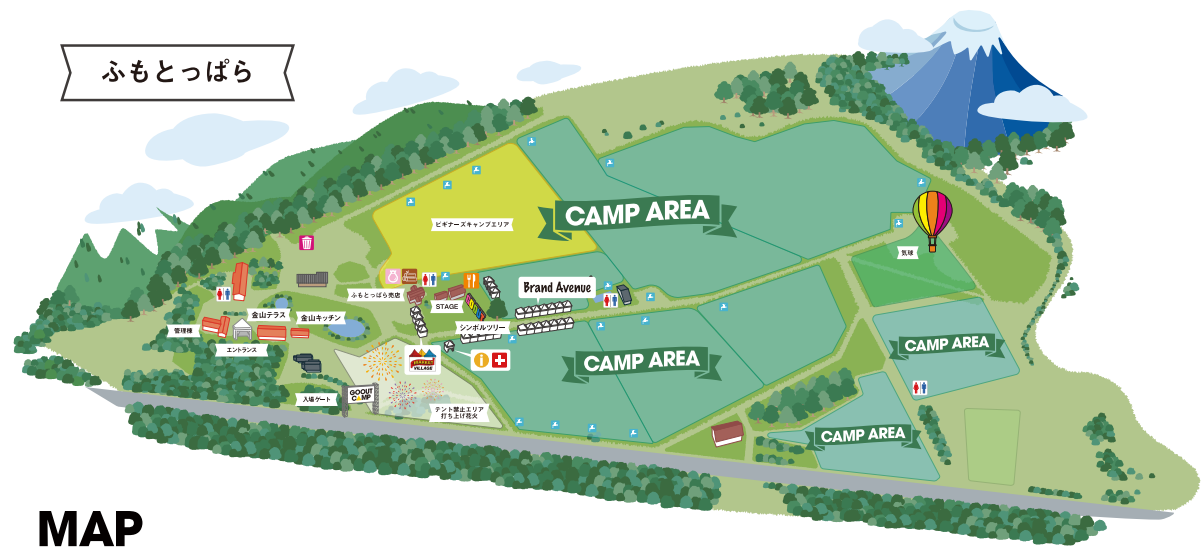 ふもとっぱら
CAMP AREA
ビギナーズキャンプエリア
気球
Brand Avenue
ふもとっぱら売店
STAGE
金山テラス
金山キッチン
シンボルツリー
管理棟
エントランス
CAMP AREA
CAMP AREA
VILLAGE
入場ゲート
GOOUT
CAMP
テント禁止エリア
打ち上げ花火
CAMP AREA
MAP